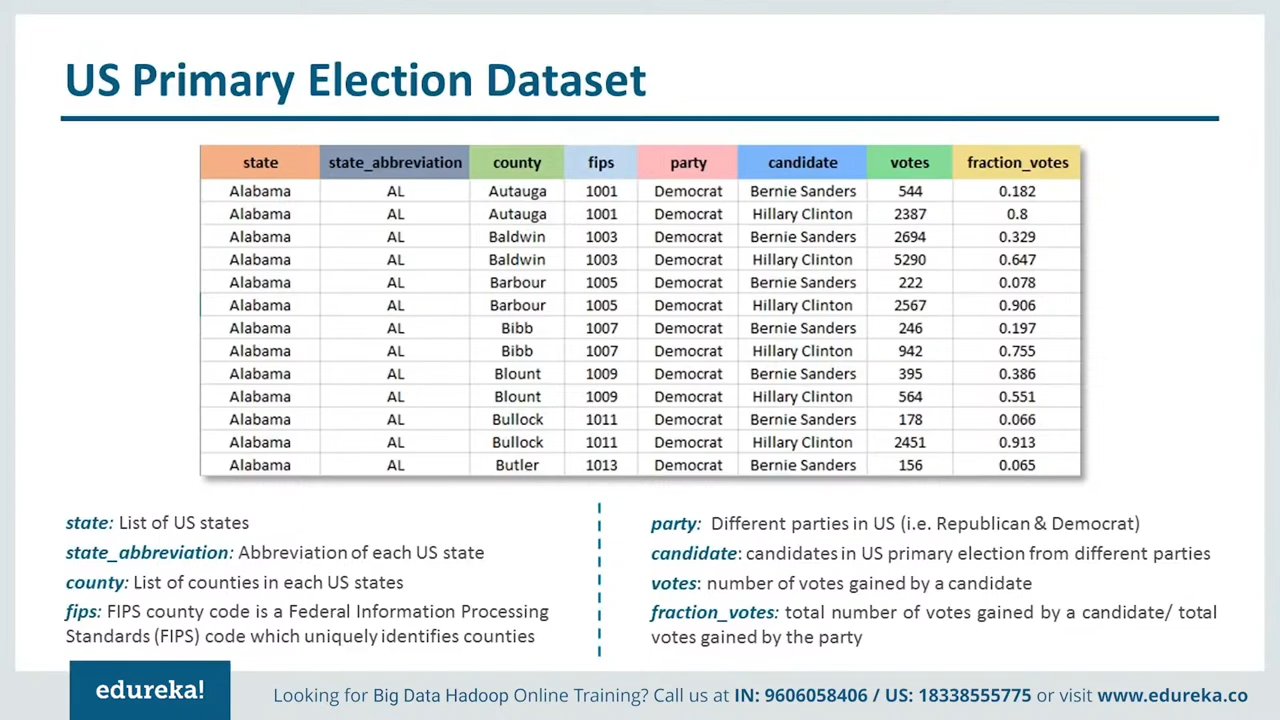 US Primary Election Dataset
state state_abbreviation county fips party candidate votes fraction_votes
Alabama AL Autauga 1001 Democrat Bernie Sanders 544 0.182
Alabama AL Autauga 1001 Democrat Hillary Clinton 2387 0.8
Alabama AL Baldwin 1003 Democrat Bernie Sanders 2694 0.329
Alabama AL Baldwin 1003 Democrat Hillary Clinton 5290 0.647
Alabama AL Barbour 1005 Democrat Bernie Sanders 222 0.078
Alabama AL Barbour 1005 Democrat Hillary Clinton 2567 0.906
Alabama AL Bibb 1007 Democrat Bernie Sanders 246 0.197
Alabama AL Bibb 1007 Democrat Hillary Clinton 942 0.755
Alabama AL Blount 1009 Democrat Bernie Sanders 395 0.386
Alabama AL Blount 1009 Democrat Hillary Clinton 564 0.551
Alabama AL Bullock 1011 Democrat Bernie Sanders 178 0.066
Alabama AL Bullock 1011 Democrat Hillary Clinton 2451 0.913
Alabama AL Butler 1013 Democrat Bernie Sanders 156 0.065
state: List of US states
state_abbreviation: Abbreviation of each US state
county: List of counties in each US states
fips: FIPS county code is a Federal Information Processing
Standards (FIPS) code which uniquely identifies counties
party: Different parties in US (i.e. Republican & Democrat)
candidate: candidates in US primary election from different parties
votes: number of votes gained by a candidate
fraction_votes: total number of votes gained by a candidate/ total
votes gained by the party
edureka!
Looking for Big Data Hadoop Online Training? Call us at IN: 9606058406 / US: 18338555775 or visit www.edureka.co